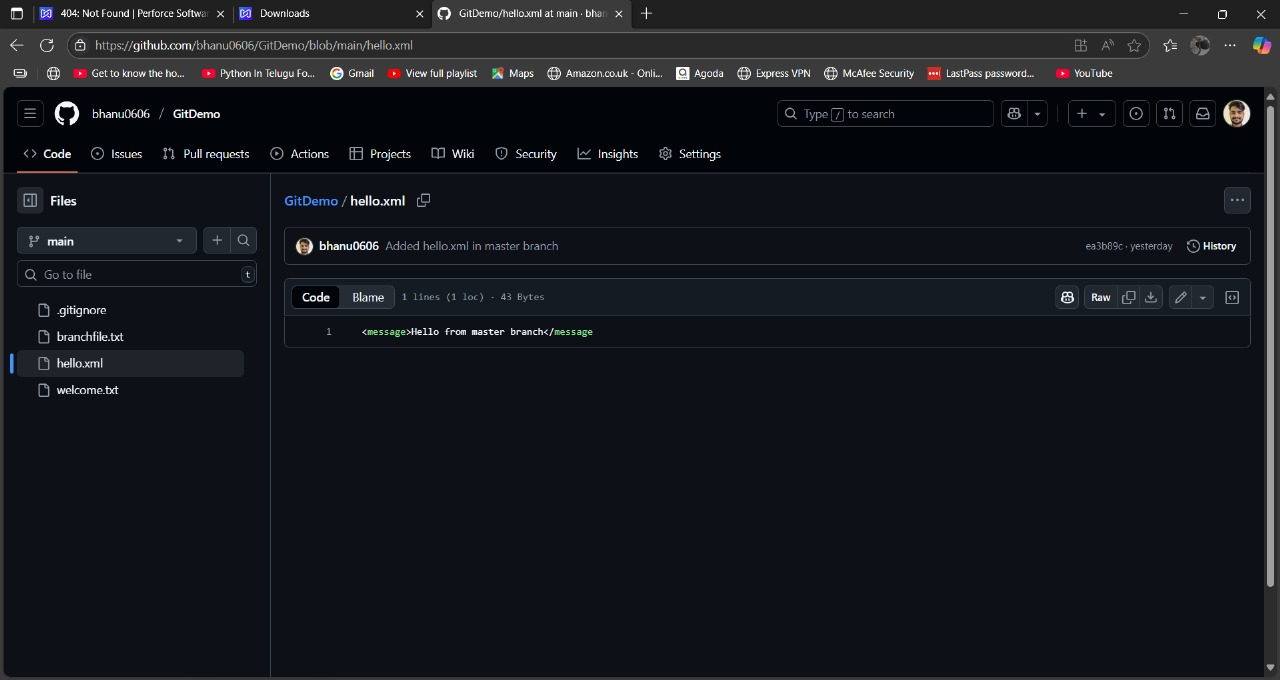 404: Not Found | Perforce Softwar
Downloads
GitDemo/hello.xml at main · bhan
https://github.com/bhanu0606/GitDemo/blob/main/hello.xml
Get to know the ho...
Python In Telugu Fo...
Gmail
View full playlist
Maps
Amazon.co.uk - Onli...
Agoda
Express VPN
McAfee Security
LastPass password...
YouTube
bhanu0606 / GitDemo
Type / to search
Code
Issues
Pull requests
Actions
Projects
Wiki
Security
Insights
Settings
Files
GitDemo / hello.xml
main
bhanu0606 Added hello.xml in master branch
ea3b89c · yesterday
History
Go to file
t
Code
Blame
1 lines (1 loc) · 43 Bytes
Raw
.gitignore
branchfile.txt
hello.xml
welcome.txt
1 <message>Hello from master branch</message